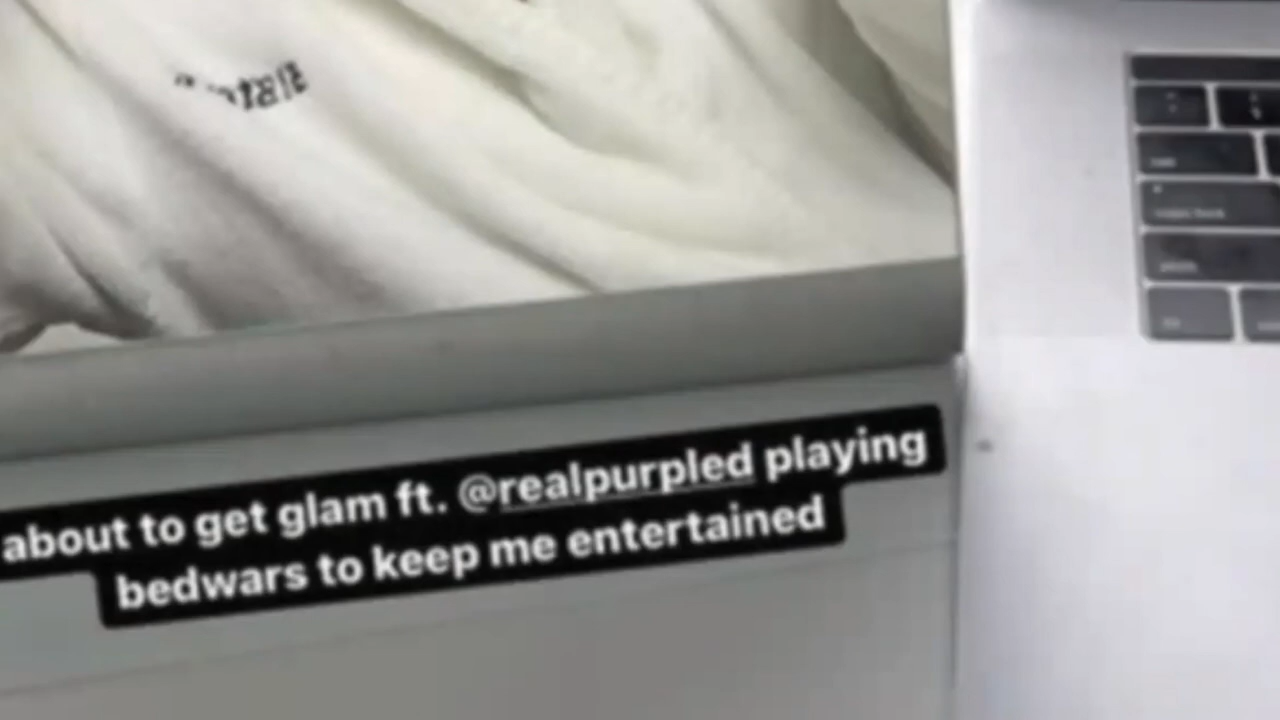 about to get glam ft. @realpurpled playing
bedwars to keep me entertained